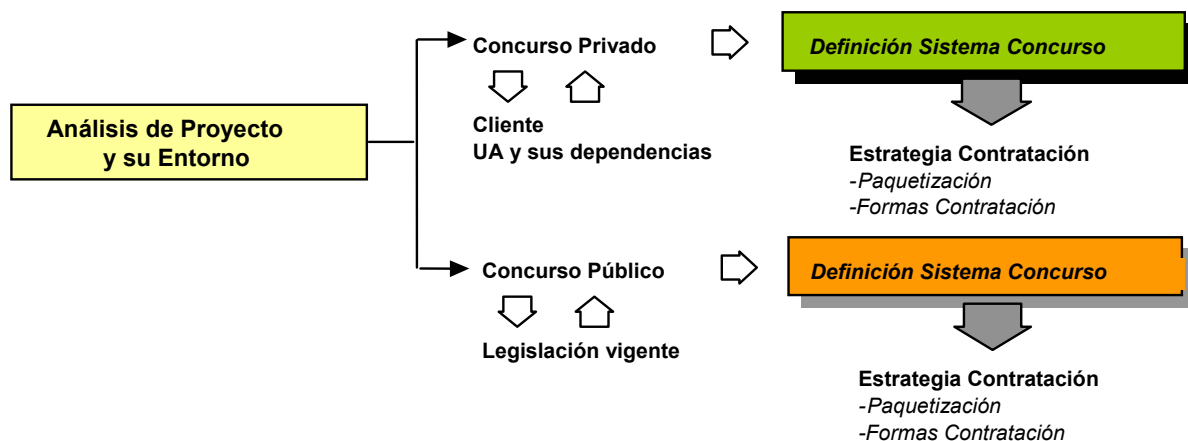 Análisis de Proyecto
y su Entorno
Concurso Privado
Cliente
UA y sus dependencias
Definición Sistema Concurso
Estrategia Contratación
-Paquetización
-Formas Contratación
Concurso Público
Legislación vigente
Definición Sistema Concurso
Estrategia Contratación
-Paquetización
-Formas Contratación